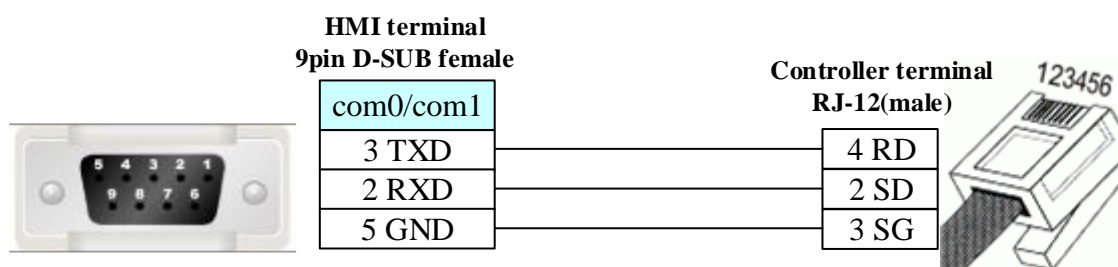 HMI terminal
9pin D-SUB female
com0/com1
3 TXD
2 RXD
5 GND
Controller terminal
RJ-12(male)
4 RD
2 SD
3 SG
123456
5 4 3 2 1
9 8 7 6